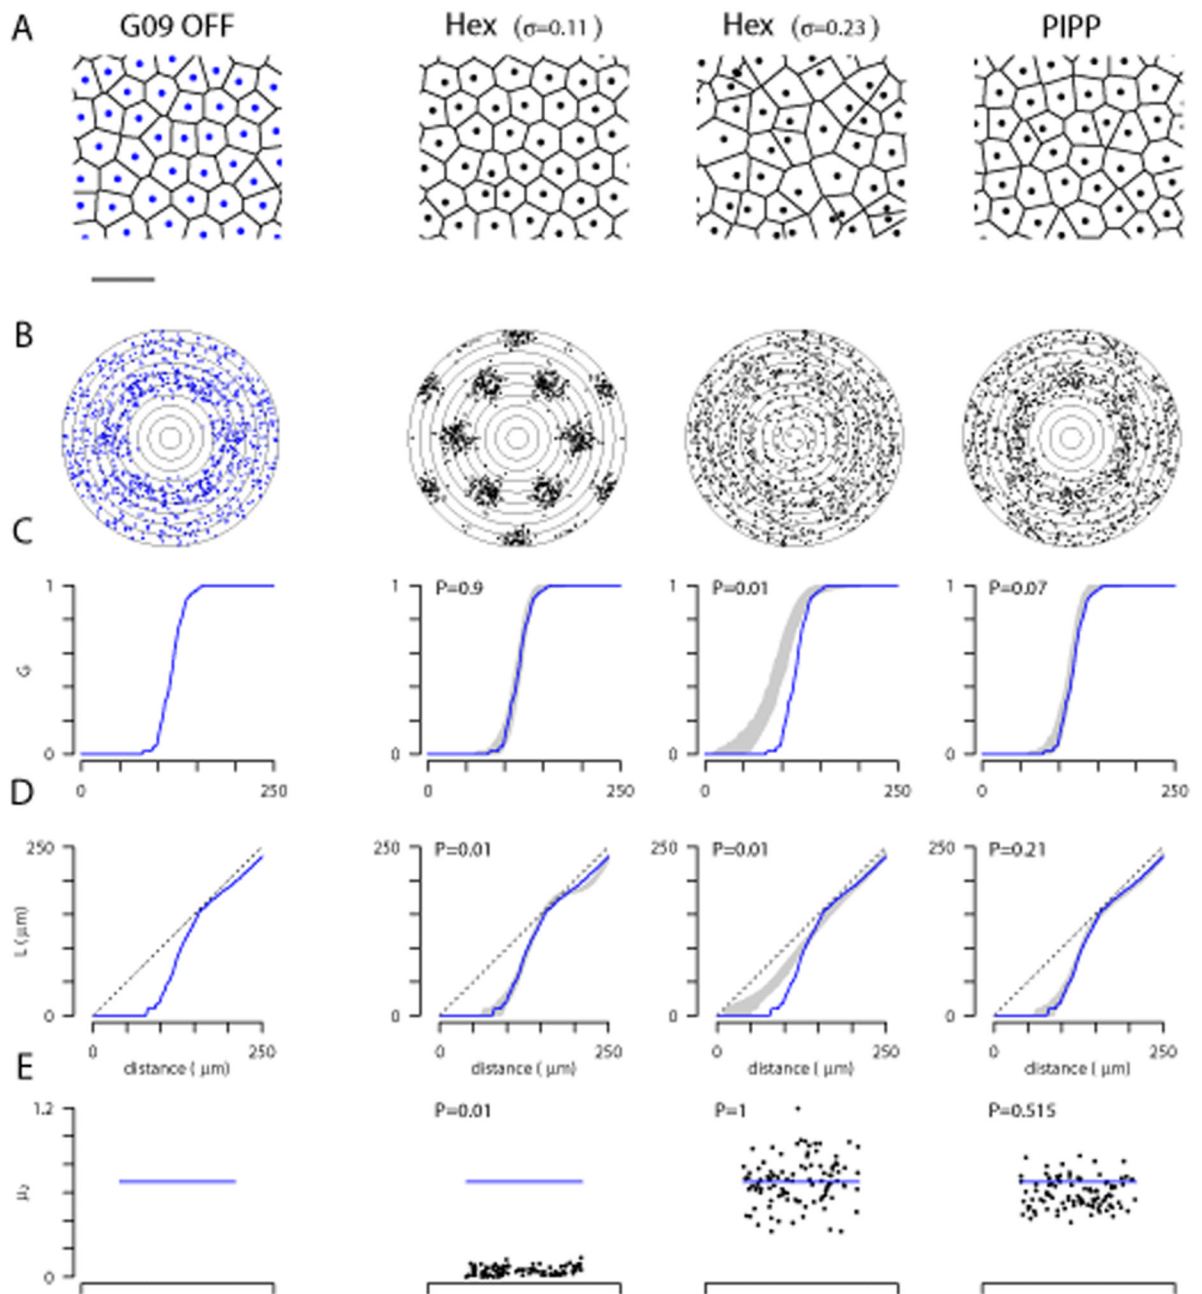 A G09 OFF Hex (σ=0.11) Hex (σ=0.23) PIPP
B
C
1 1 P=0.9 1 P=0.01 1 P=0.07
G
0 0 0 0
0 250 0 250 0 250 0 250
D
250 250 P=0.01 250 P=0.01 250 P=0.21
L (μm)
0 0 0 0
0 250 0 250 0 250 0 250
distance ( μm) distance ( μm) distance ( μm) distance ( μm)
E
1.2 P=0.01 P=1 P=0.515
μ₂
0